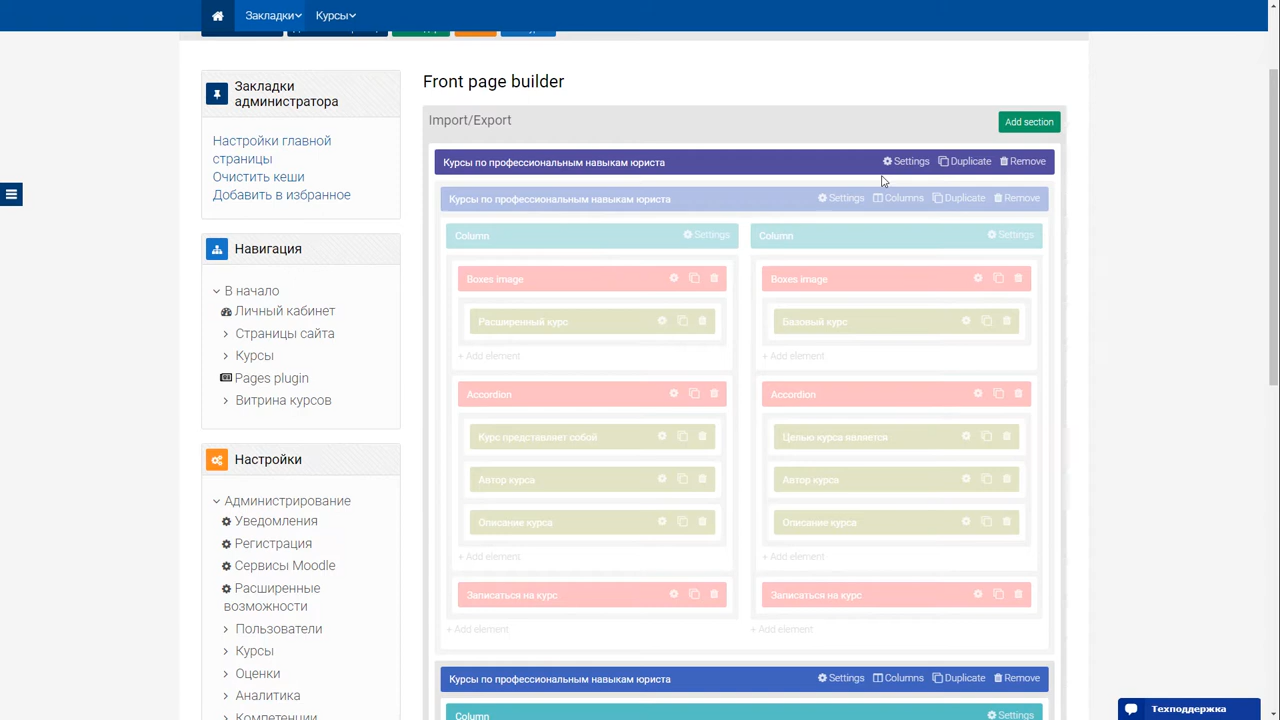 Закладки
Курсы
Закладки
администратора
Настройки главной
страницы
Очистить кеши
Добавить в избранное
Навигация
В начало
Личный кабинет
Страницы сайта
Курсы
Pages plugin
Витрина курсов
Настройки
Администрирование
Уведомления
Регистрация
Сервисы Moodle
Расширенные
возможности
Пользователи
Курсы
Оценки
Аналитика
Компетенции
Front page builder
Import/Export
Add section
Курсы по профессиональным навыкам юриста
Settings Duplicate Remove
Курсы по профессиональным навыкам юриста
Settings Columns Duplicate Remove
Column Settings
Boxes image
Расширенный курс
+ Add element
Accordion
Курс представляет собой
Автор курса
Описание курса
+ Add element
Записаться на курс
+ Add element
Column Settings
Boxes image
Базовый курс
+ Add element
Accordion
Целью курса является
Автор курса
Описание курса
+ Add element
Записаться на курс
+ Add element
Курсы по профессиональным навыкам юриста
Settings Columns Duplicate Remove
Column Settings
Техподдержка